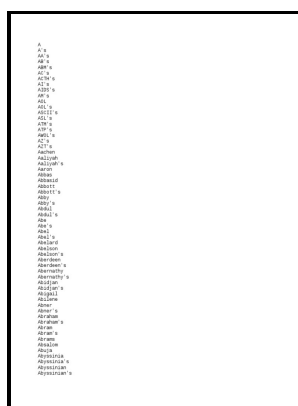 A
A's
AA's
AB's
ABM's
AC's
ACTH's
AI's
AIDS's
AM's
AOL
AOL's
ASCII's
ASL's
ATM's
ATP's
AWOL's
AZ's
AZT's
Aachen
Aaliyah
Aaliyah's
Aaron
Abbas
Abbasid
Abbott
Abbott's
Abby
Abby's
Abdul
Abdul's
Abe
Abe's
Abel
Abel's
Abelard
Abelson
Abelson's
Aberdeen
Aberdeen's
Abernathy
Abernathy's
Abidjan
Abidjan's
Abigail
Abilene
Abner
Abner's
Abraham
Abraham's
Abram
Abram's
Abrams
Absalom
Abuja
Abyssinia
Abyssinia's
Abyssinian
Abyssinian's